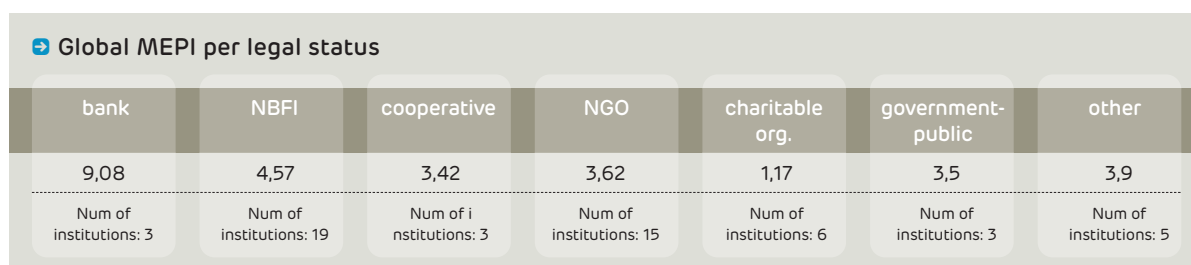 Global MEPI per legal status
bank NBFI cooperative NGO charitable org. government-public other
9,08 4,57 3,42 3,62 1,17 3,5 3,9
Num of Num of Num of i Num of Num of Num of Num of
institutions: 3 institutions: 19 nstitutions: 3 institutions: 15 institutions: 6 institutions: 3 institutions: 5